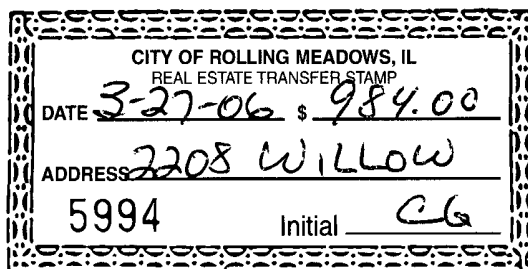 CITY OF ROLLING MEADOWS, IL
REAL ESTATE TRANSFER STAMP
DATE 3-27-06 $ 984.00
ADDRESS 2208 WILLOW
5994 Initial CG